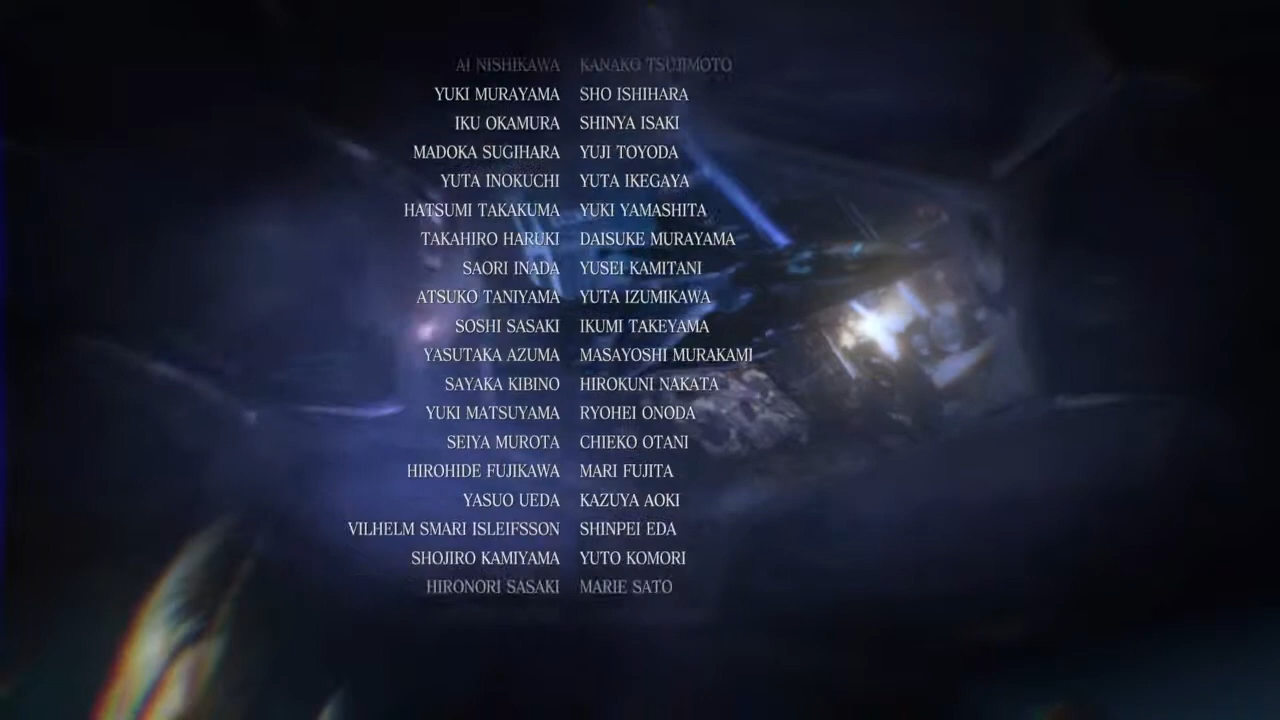 AI NISHIKAWA KANAKO TSUJIMOTO
YUKI MURAYAMA SHO ISHIHARA
IKU OKAMURA SHINYA ISAKI
MADOKA SUGIHARA YUJI TOYODA
YUTA INOKUCHI YUTA IKEGAYA
HATSUMI TAKAKUMA YUKI YAMASHITA
TAKAHIRO HARUKI DAISUKE MURAYAMA
SAORI INADA YUSEI KAMITANI
ATSUKO TANIYAMA YUTA IZUMIKAWA
SOSHI SASAKI IKUMI TAKEYAMA
YASUTAKA AZUMA MASAYOSHI MURAKAMI
SAYAKA KIBINO HIROKUNI NAKATA
YUKI MATSUYAMA RYOHEI ONODA
SEIYA MUROTA CHIEKO OTANI
HIROHIDE FUJIKAWA MARI FUJITA
YASUO UEDA KAZUYA AOKI
VILHELM SMARI ISLEIFSSON SHINPEI EDA
SHOJIRO KAMIYAMA YUTO KOMORI
HIRONORI SASAKI MARIE SATO